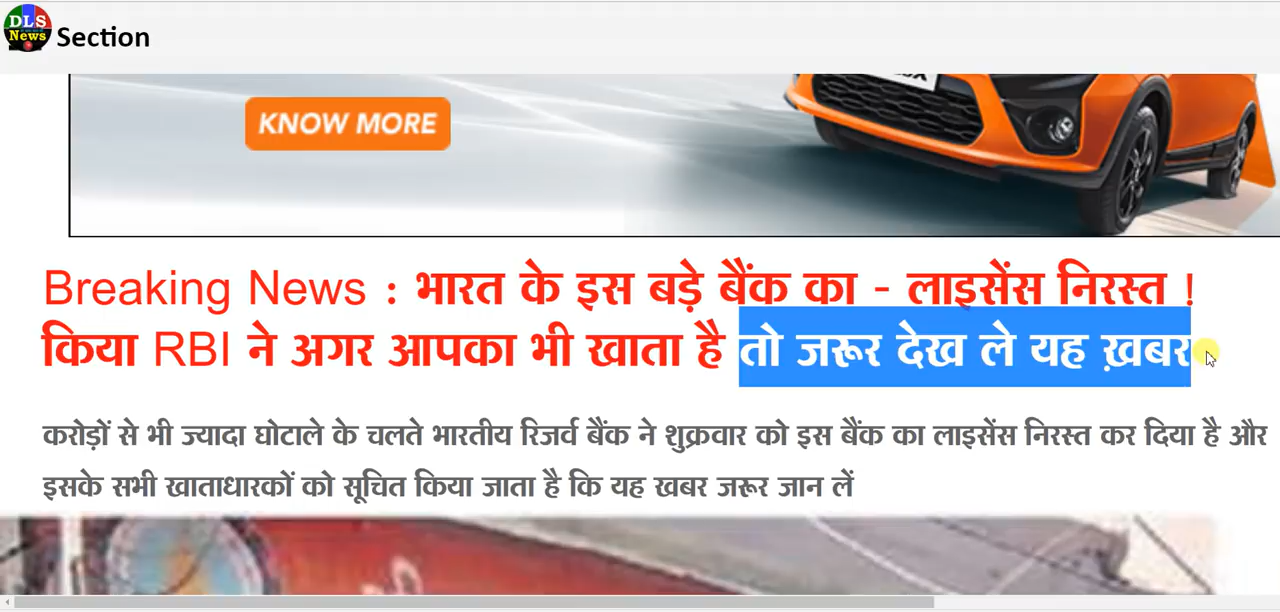 DLS
News
Section
KNOW MORE
Breaking News : भारत के इस बड़े बैंक का - लाइसेंस निरस्त !
किया RBI ने अगर आपका भी खाता है तो जरूर देख ले यह ख़बर
करोड़ों से भी ज्यादा घोटाले के चलते भारतीय रिजर्व बैंक ने शुक्रवार को इस बैंक का लाइसेंस निरस्त कर दिया है और
इसके सभी खाताधारकों को सूचित किया जाता है कि यह खबर जरूर जान लें